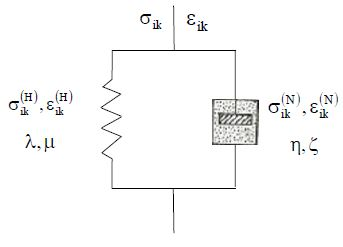 σik εik
σik(H), εik(H)
λ, μ
σik(N), εik(N)
η, ζ